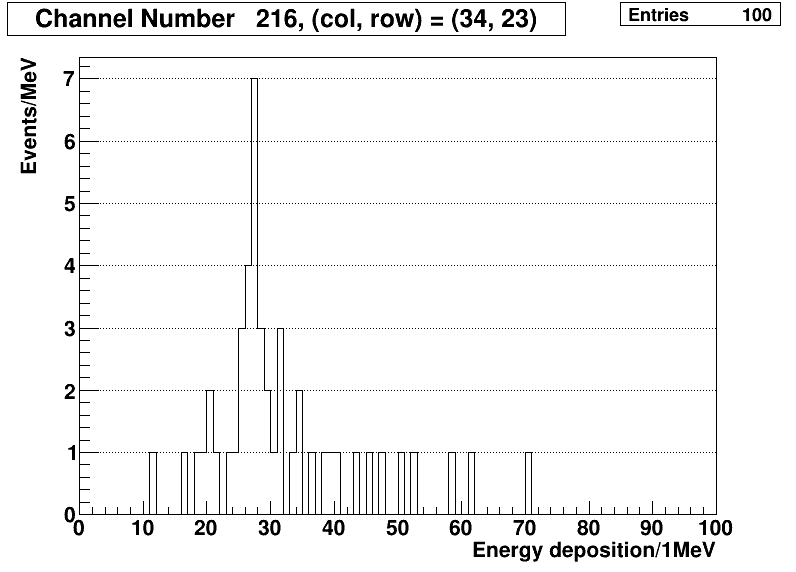 Channel Number   216, (col, row) = (34, 23)
Entries 100
Events/MeV
7
6
5
4
3
2
1
0
0 10 20 30 40 50 60 70 80 90 100
Energy deposition/1MeV